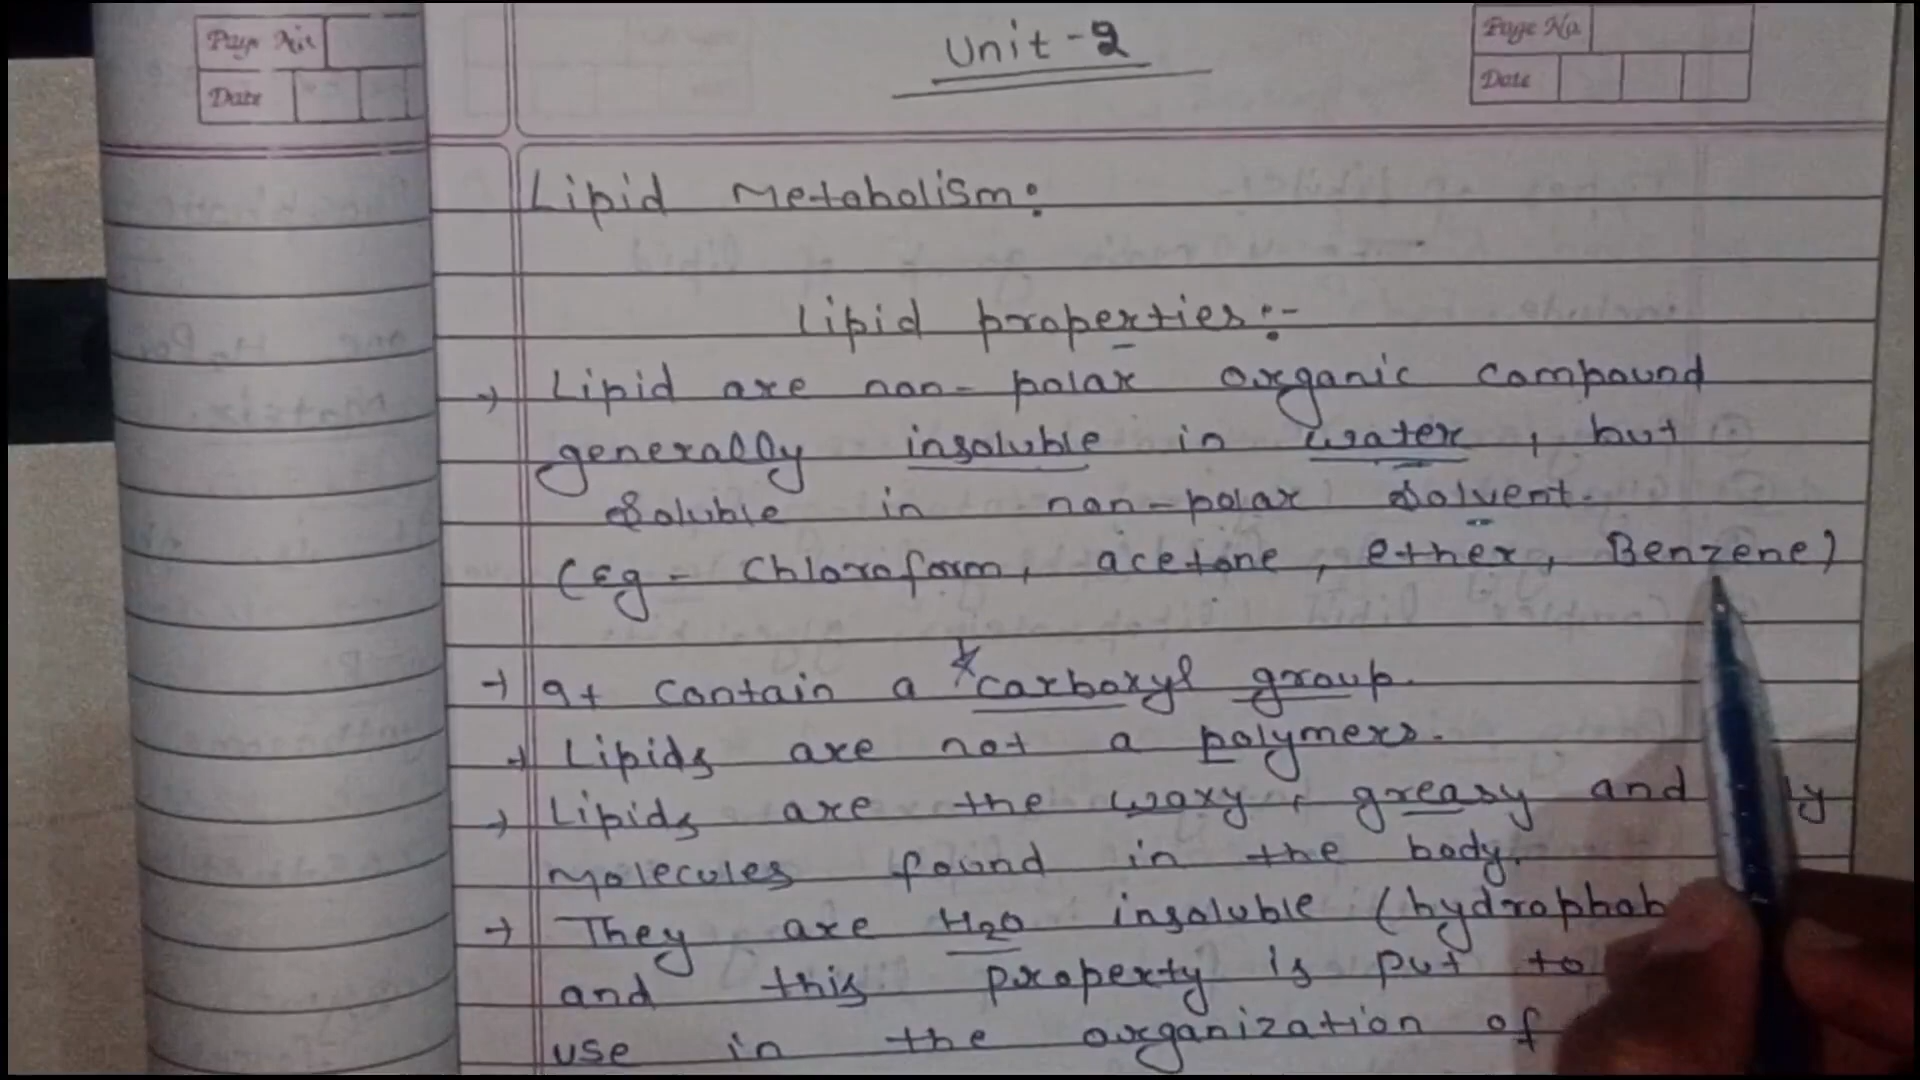 Page No
Date
Unit-2
Page No.
Date
Lipid Metabolism:
Lipid properties:-
→ Lipid are non-polar organic compound
generally insoluble in water, but
Soluble in non-polar Solvent.
(Eg - Chloroform, acetone, ether, Benzene)
→ It contain a *carboxyl group.
→ Lipids are not a polymers.
→ Lipids are the waxy, greasy and
molecules found in the body.
→ They are H2O insoluble (hydrophob
and this property is put to
use in the organization of